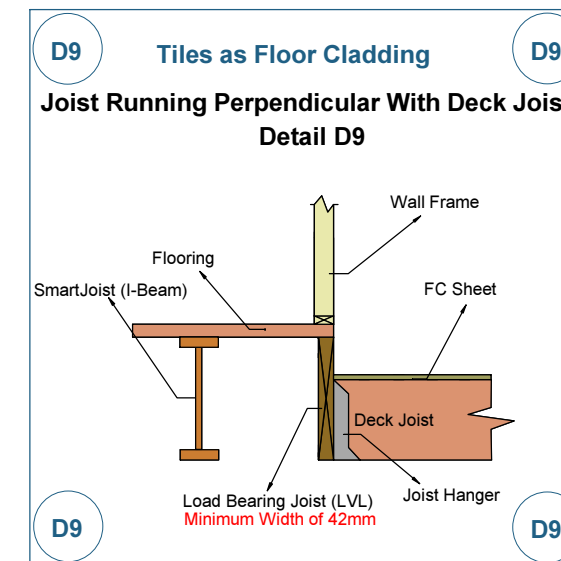 D9
Tiles as Floor Cladding
D9
Joist Running Perpendicular With Deck Jois
Detail D9
Wall Frame
Flooring
SmartJoist (I-Beam)
FC Sheet
Deck Joist
Load Bearing Joist (LVL)
Joist Hanger
Minimum Width of 42mm
D9
D9